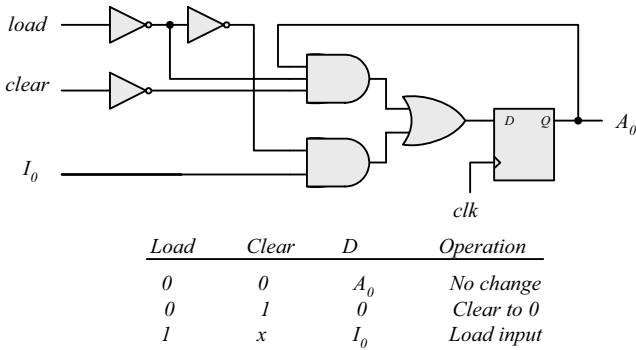 load
clear
I0
D Q
A0
clk
Load Clear D Operation
0 0 A0 No change
0 1 0 Clear to 0
1 x I0 Load input